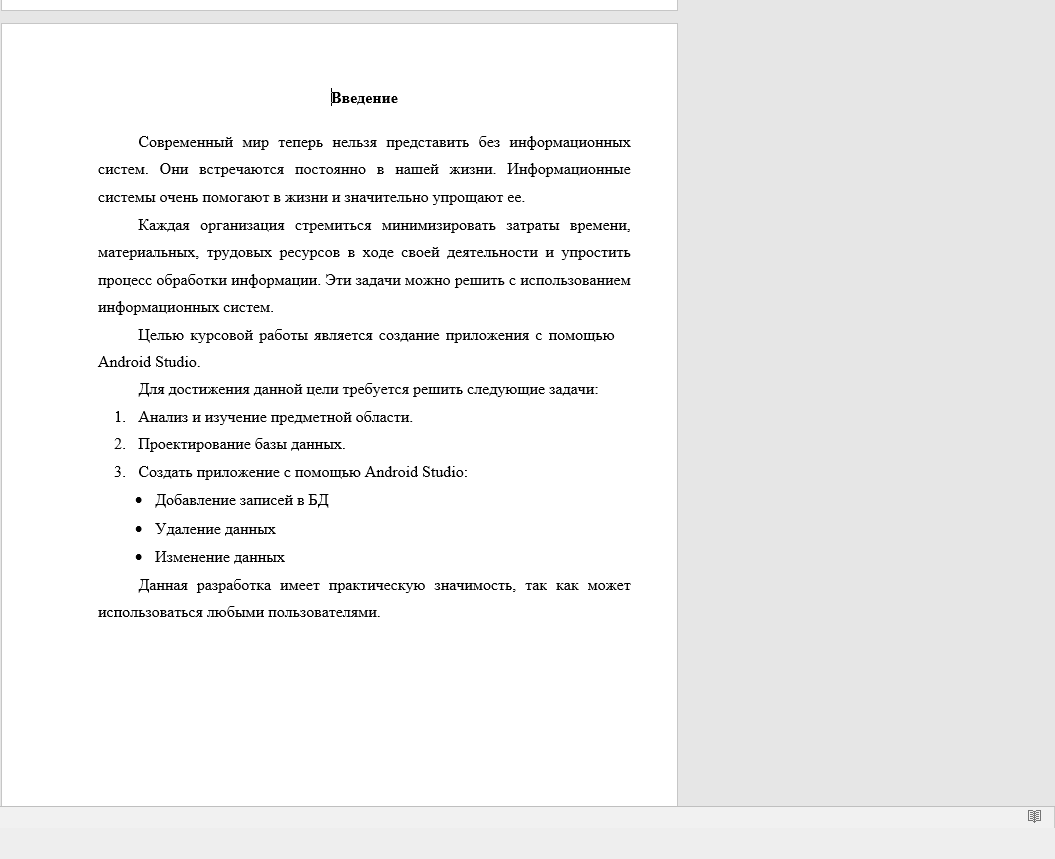 Введение
Современный мир теперь нельзя представить без информационных
систем. Они встречаются постоянно в нашей жизни. Информационные
системы очень помогают в жизни и значительно упрощают ее.
Каждая организация стремиться минимизировать затраты времени,
материальных, трудовых ресурсов в ходе своей деятельности и упростить
процесс обработки информации. Эти задачи можно решить с использованием
информационных систем.
Целью курсовой работы является создание приложения с помощью
Android Studio.
Для достижения данной цели требуется решить следующие задачи:
1. Анализ и изучение предметной области.
2. Проектирование базы данных.
3. Создать приложение с помощью Android Studio:
• Добавление записей в БД
• Удаление данных
• Изменение данных
Данная разработка имеет практическую значимость, так как может
использоваться любыми пользователями.